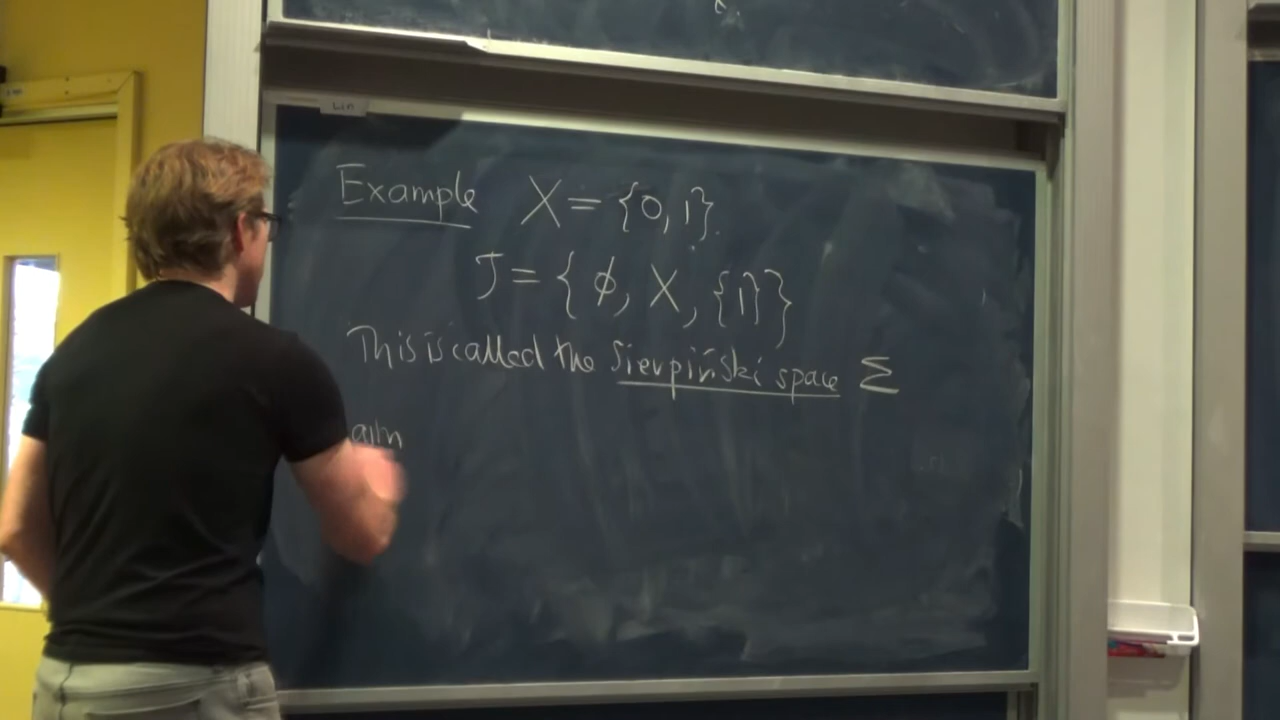 Example X = {0, 1}.
𝒯 = { ∅, X, {1} }
This is called the Sierpiński space Σ